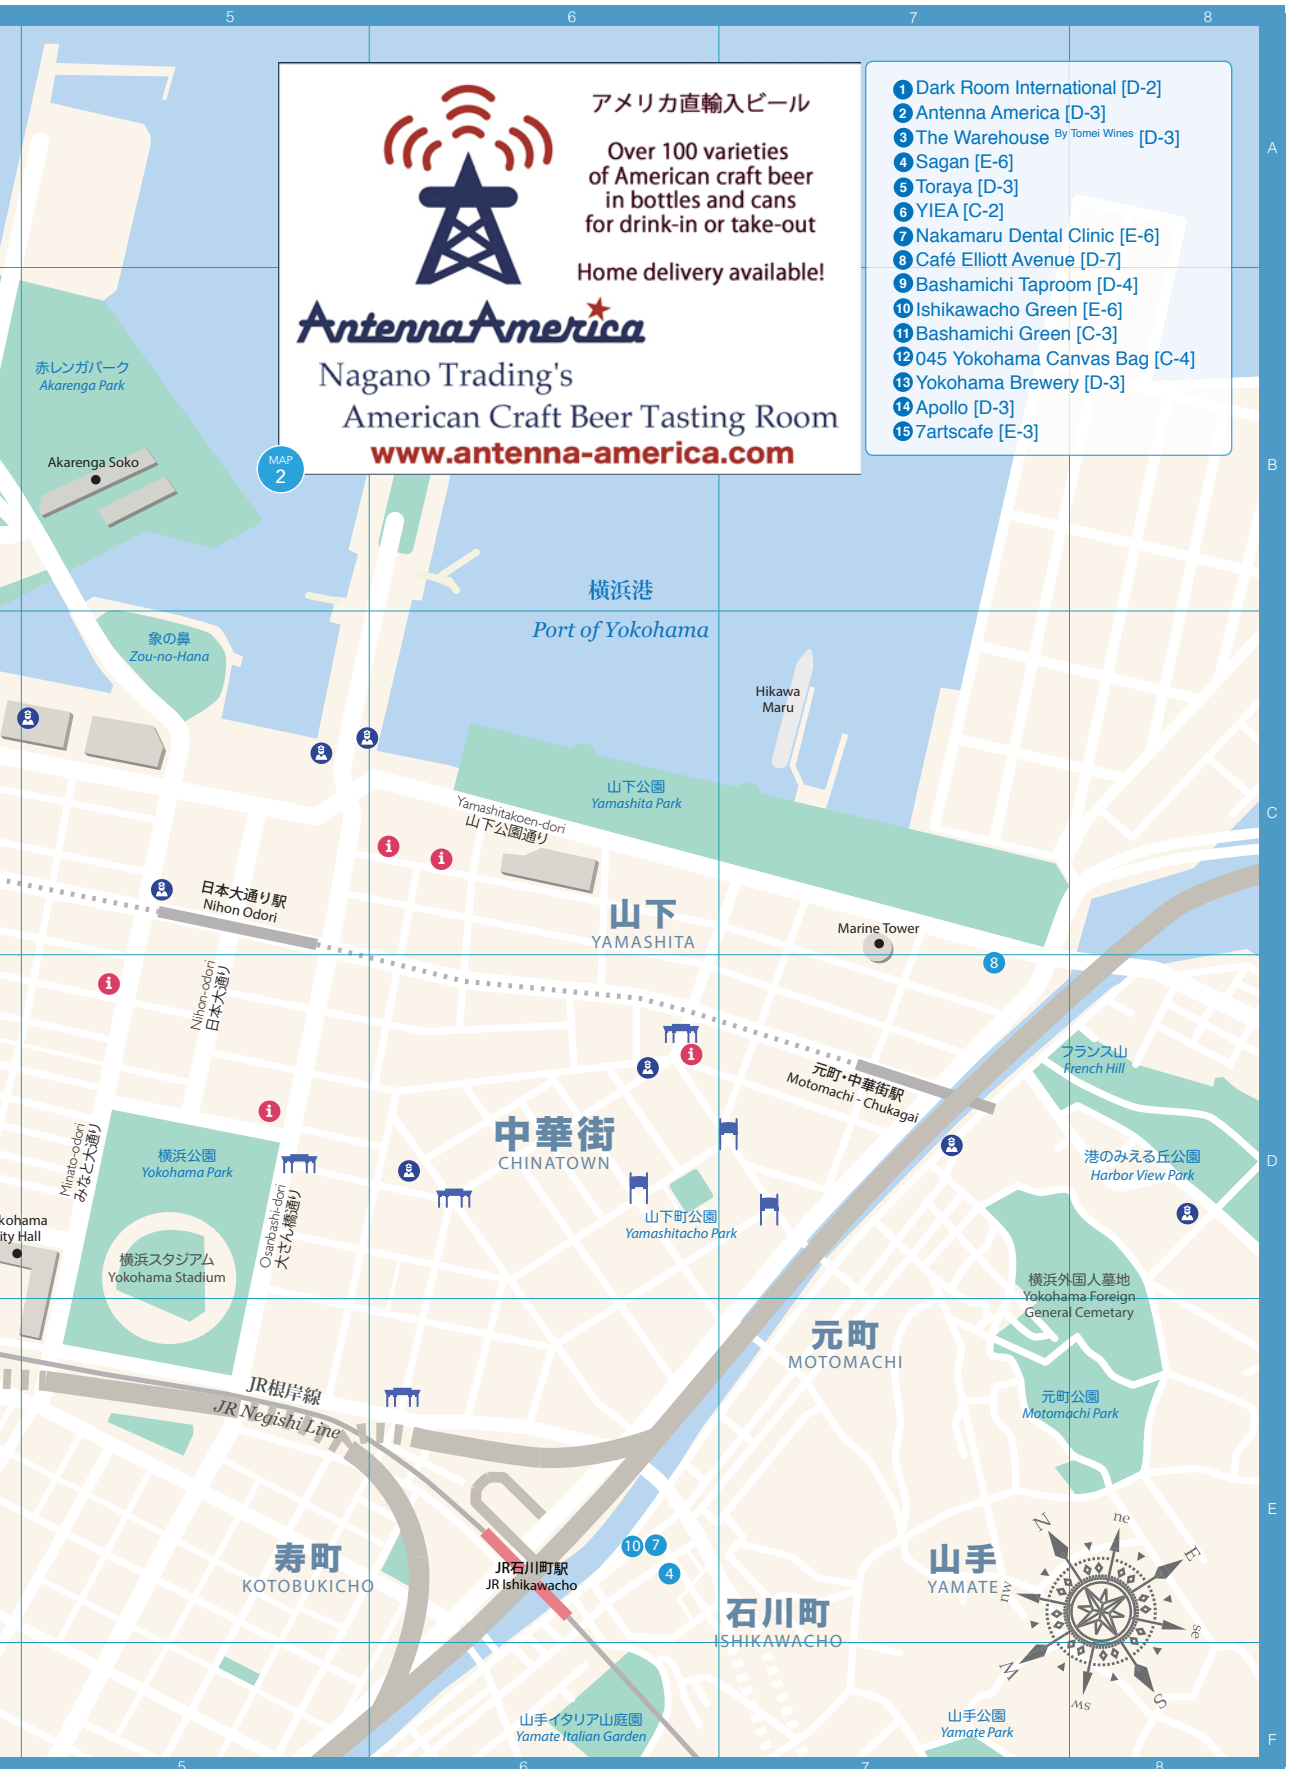 5
6
7
8
アメリカ直輸入ビール
Over 100 varieties
of American craft beer
in bottles and cans
for drink-in or take-out
Home delivery available!
AntennaAmerica
Nagano Trading's
American Craft Beer Tasting Room
www.antenna-america.com
MAP
2
1 Dark Room International [D-2]
2 Antenna America [D-3]
3 The Warehouse By Tomei Wines [D-3]
4 Sagan [E-6]
5 Toraya [D-3]
6 YIEA [C-2]
7 Nakamaru Dental Clinic [E-6]
8 Café Elliott Avenue [D-7]
9 Bashamichi Taproom [D-4]
10 Ishikawacho Green [E-6]
11 Bashamichi Green [C-3]
12 045 Yokohama Canvas Bag [C-4]
13 Yokohama Brewery [D-3]
14 Apollo [D-3]
15 7artscafe [E-3]
A
赤レンガパーク
Akarenga Park
Akarenga Soko
B
横浜港
Port of Yokohama
象の鼻
Zou-no-Hana
Hikawa
Maru
山下公園
Yamashita Park
Yamashitakoen-dori
山下公園通り
C
日本大通り駅
Nihon Odori
山下
YAMASHITA
Marine Tower
8
Nihon-odori
日本大通り
フランス山
French Hill
元町・中華街駅
Motomachi - Chukagai
中華街
CHINATOWN
Minato-odori
みなと大通り
横浜公園
Yokohama Park
港のみえる丘公園
Harbor View Park
D
Osanbashi-dori
大さん橋通り
山下町公園
Yamashitacho Park
kohama
ity Hall
横浜スタジアム
Yokohama Stadium
横浜外国人墓地
Yokohama Foreign
General Cemetary
元町
MOTOMACHI
JR根岸線
JR Negishi Line
元町公園
Motomachi Park
E
N
ne
E
se
S
sw
W
nw
10
7
4
寿町
KOTOBUKICHO
JR石川町駅
JR Ishikawacho
山手
YAMATE
石川町
ISHIKAWACHO
山手イタリア山庭園
Yamate Italian Garden
山手公園
Yamate Park
F
5
6
7
8